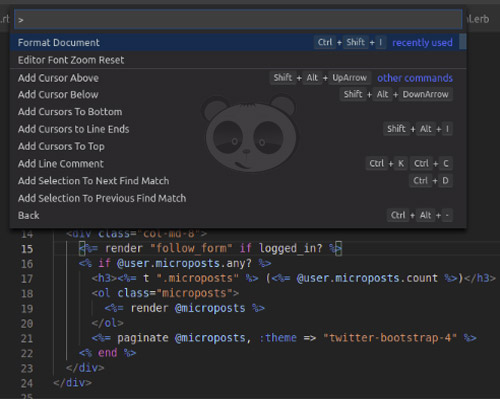 .rb
l.erb
>
Format Document Ctrl + Shift + I recently used
Editor Font Zoom Reset
Add Cursor Above Shift + Alt + UpArrow other commands
Add Cursor Below Shift + Alt + DownArrow
Add Cursors To Bottom
Add Cursors to Line Ends Shift + Alt + I
Add Cursors To Top
Add Line Comment Ctrl + K Ctrl + C
Add Selection To Next Find Match Ctrl + D
Add Selection To Previous Find Match
Back Ctrl + Alt + -
14 <div class="col-md-8">
15 <%= render "follow_form" if logged_in? %>
16 <% if @user.microposts.any? %>
17 <h3><%= t ".microposts" %> (<%= @user.microposts.count %>)</h3>
18 <ol class="microposts">
19 <%= render @microposts %>
20 </ol>
21 <%= paginate @microposts, :theme => "twitter-bootstrap-4" %>
22 <% end %>
23 </div>
24 </div>
25